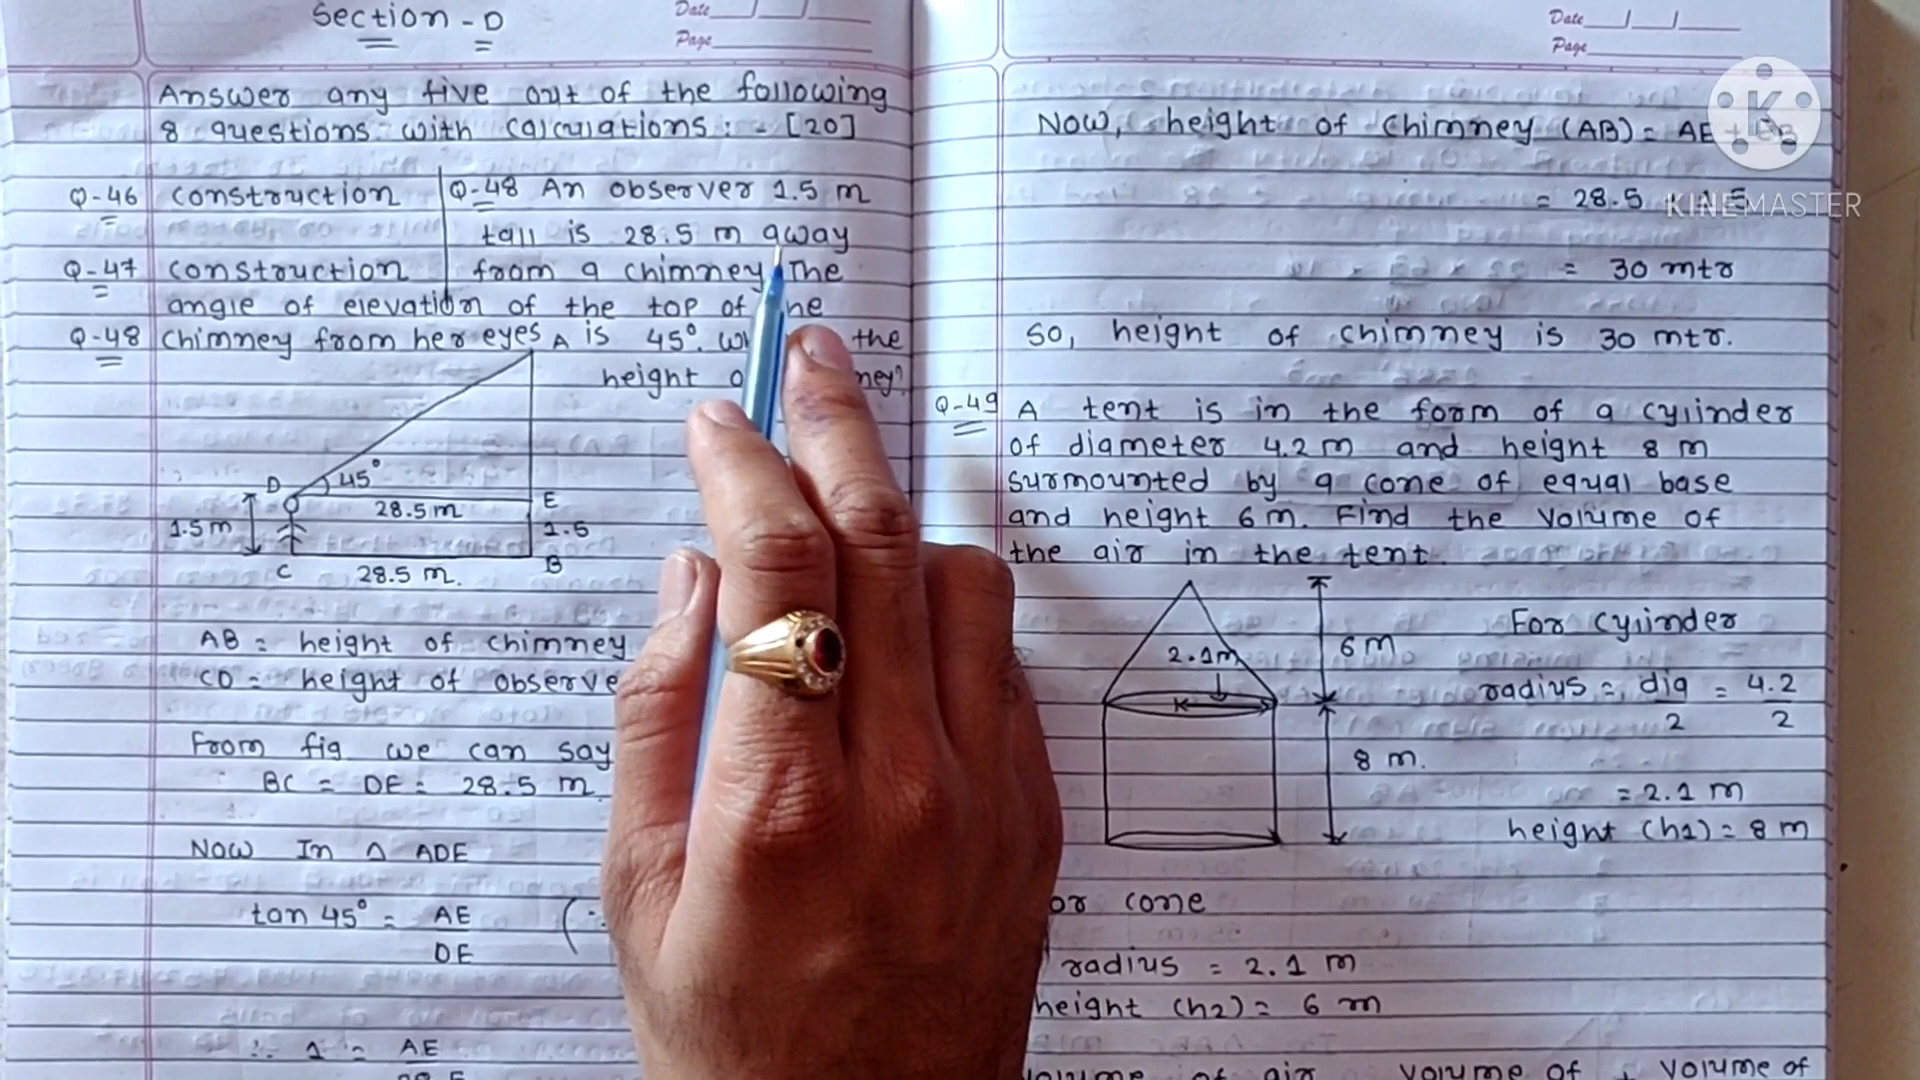 Section - D
Date
Page
Answer any five out of the following
8 questions with calculations: - [20]
Q-46 construction
Q-48 An observer 1.5 m
tall is 28.5 m away
Q-47 construction
from a chimney The
angle of elevation of the top of
Q-48 chimney from her eyes is 45°. the
height
A
D 45°
28.5 m E
1.5 m
1.5
C 28.5 m. B
AB = height of chimney
CD = height of
From fig we can say
BC = DE = 28.5 m
Now In △ ADE
tan 45° = AE
DE
∴ 1 = AE
Date
Page
Now, height of chimney (AB) = AE
= 28.5
= 30 mtr
So, height of chimney is 30 mtr.
Q-49 A tent is in the form of a cylinder
of diameter 4.2 m and height 8 m
surmounted by a cone of equal base
and height 6 m. Find the volume of
the air in the tent.
For cylinder
2.1m 6 m
radius = dia = 4.2
2 2
8 m.
= 2.1 m
height (h1) = 8 m
cone
radius = 2.1 m
height (h2) = 6 m
of air volume of + volume of
K
KINEMASTER